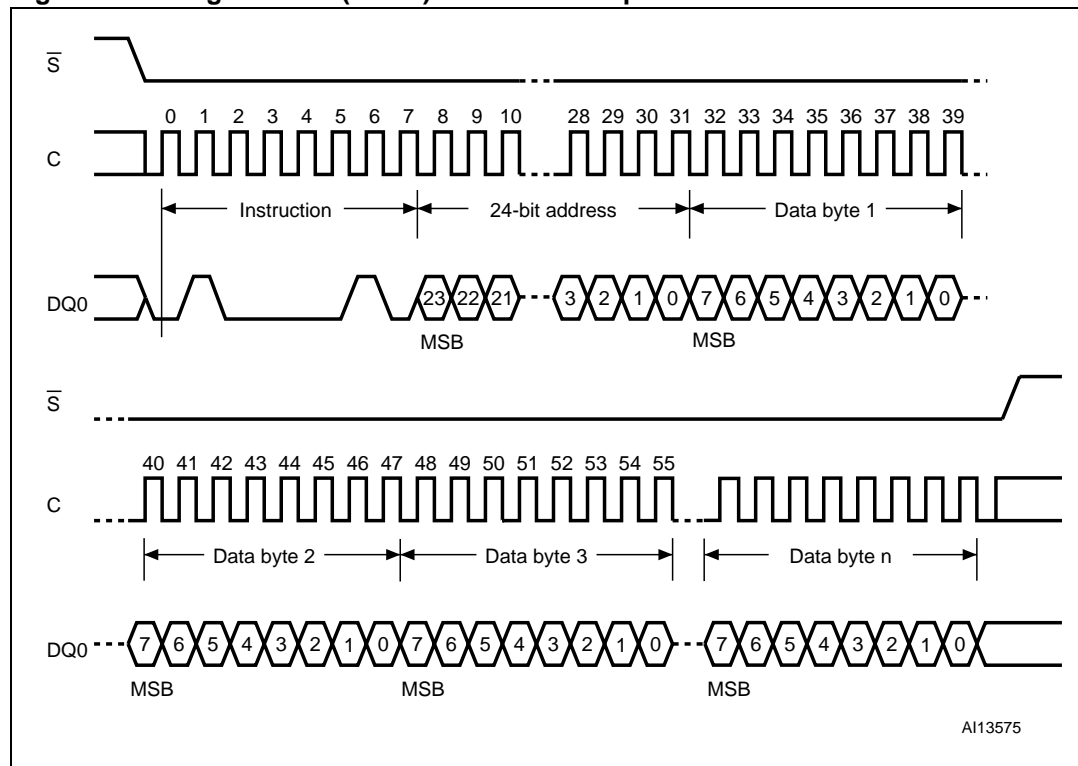 S
0 1 2 3 4 5 6 7 8 9 10 28 29 30 31 32 33 34 35 36 37 38 39
C
Instruction 24-bit address Data byte 1
DQ0 23 22 21 3 2 1 0 7 6 5 4 3 2 1 0
MSB MSB
S
40 41 42 43 44 45 46 47 48 49 50 51 52 53 54 55
C
Data byte 2 Data byte 3 Data byte n
DQ0 7 6 5 4 3 2 1 0 7 6 5 4 3 2 1 0 7 6 5 4 3 2 1 0
MSB MSB MSB
AI13575